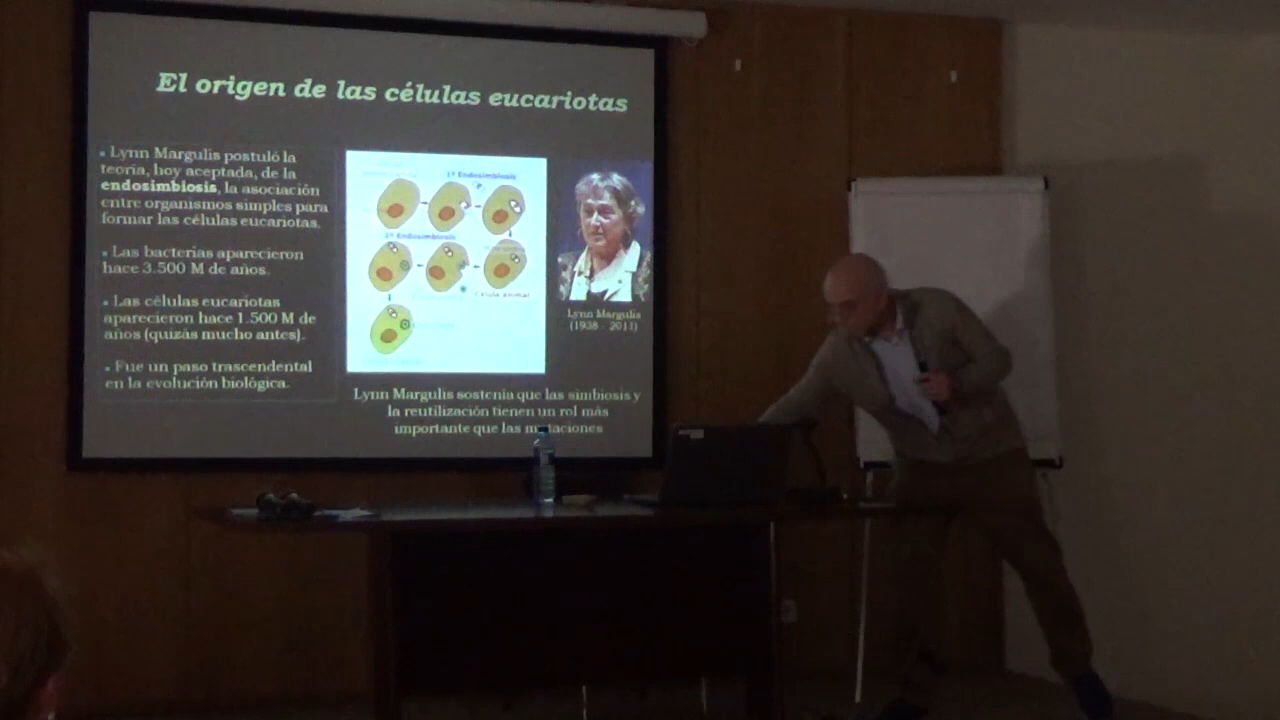 El origen de las células eucariotas
Lynn Margulis postuló la
teoría, hoy aceptada, de la
endosimbiosis, la asociación
entre organismos simples para
formar las células eucariotas.
Las bacterias aparecieron
hace 3.500 M de años.
Las células eucariotas
aparecieron hace 1.500 M de
años (quizás mucho antes).
Fue un paso trascendental
en la evolución biológica.
1ª Endosimbiosis
2ª Endosimbiosis
Célula animal
Lynn Margulis
(1938 - 2011)
Lynn Margulis sostenía que las simbiosis y
la reutilización tienen un rol más
importante que las mutaciones